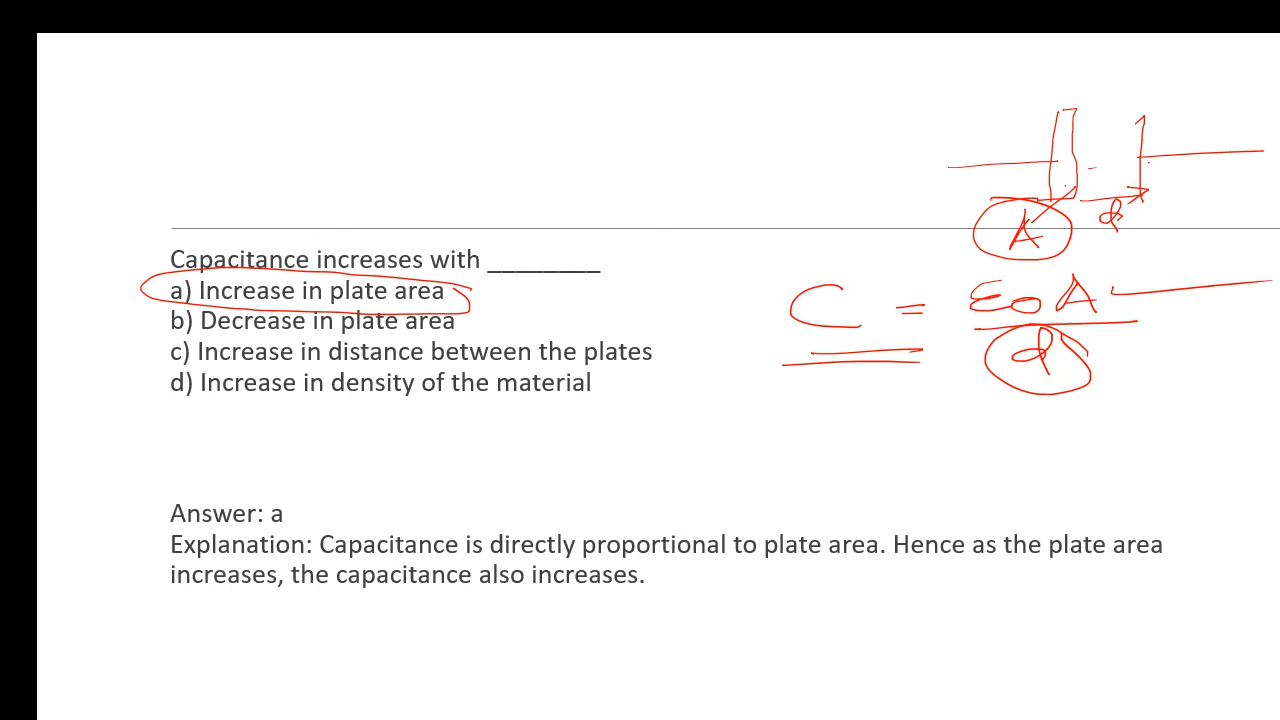 A
d
Capacitance increases with ________
a) Increase in plate area
b) Decrease in plate area
c) Increase in distance between the plates
d) Increase in density of the material
C = ε0 A
d
Answer: a
Explanation: Capacitance is directly proportional to plate area. Hence as the plate area
increases, the capacitance also increases.